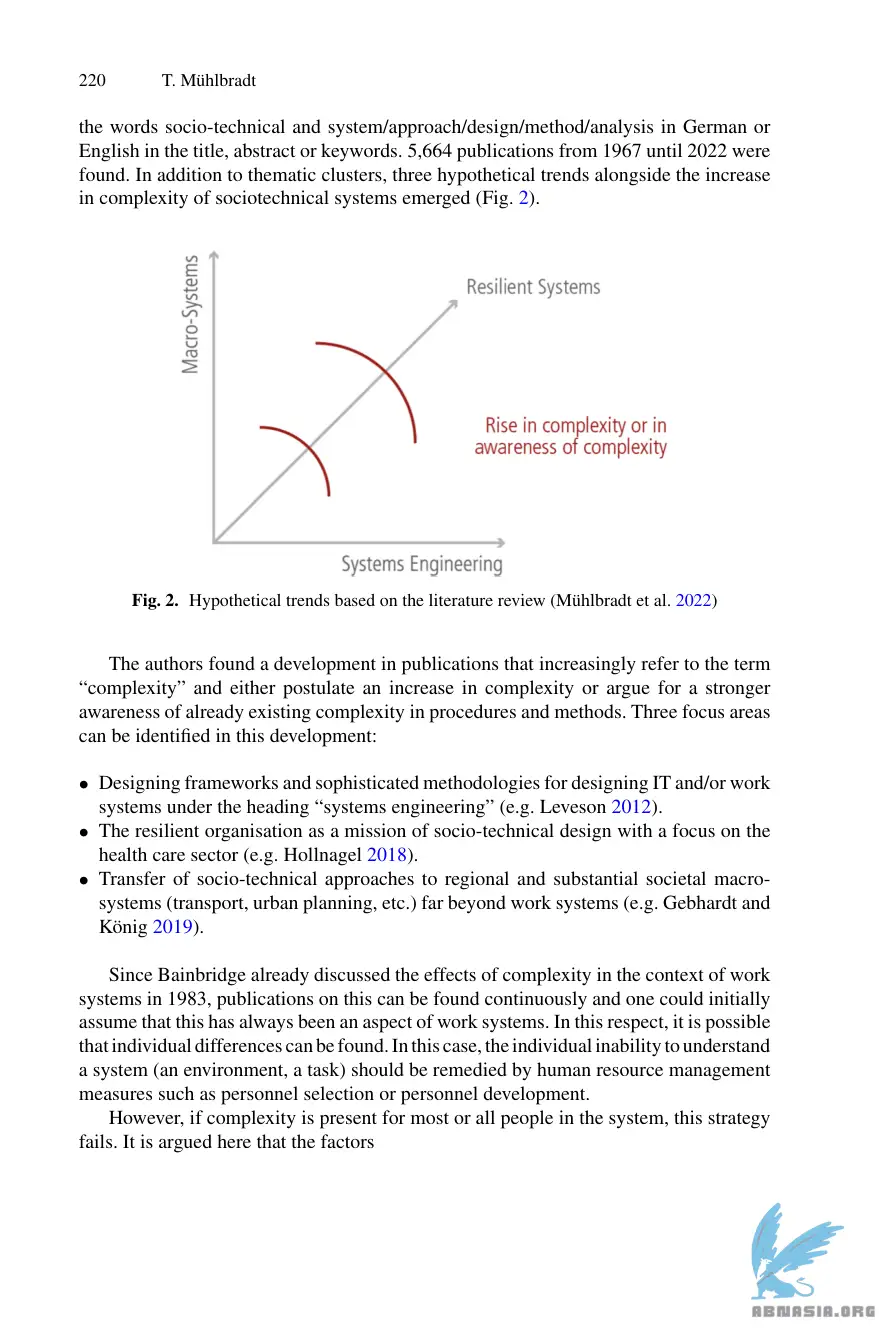 220 T. Mühlbradt
the words socio-technical and system/approach/design/method/analysis in German or
English in the title, abstract or keywords. 5,664 publications from 1967 until 2022 were
found. In addition to thematic clusters, three hypothetical trends alongside the increase
in complexity of sociotechnical systems emerged (Fig. 2).
Macro-Systems
Resilient Systems
Rise in complexity or in
awareness of complexity
Systems Engineering
Fig. 2. Hypothetical trends based on the literature review (Mühlbradt et al. 2022)
The authors found a development in publications that increasingly refer to the term
“complexity” and either postulate an increase in complexity or argue for a stronger
awareness of already existing complexity in procedures and methods. Three focus areas
can be identified in this development:
• Designing frameworks and sophisticated methodologies for designing IT and/or work
systems under the heading “systems engineering” (e.g. Leveson 2012).
• The resilient organisation as a mission of socio-technical design with a focus on the
health care sector (e.g. Hollnagel 2018).
• Transfer of socio-technical approaches to regional and substantial societal macro-
systems (transport, urban planning, etc.) far beyond work systems (e.g. Gebhardt and
König 2019).
Since Bainbridge already discussed the effects of complexity in the context of work
systems in 1983, publications on this can be found continuously and one could initially
assume that this has always been an aspect of work systems. In this respect, it is possible
that individual differences can be found. In this case, the individual inability to understand
a system (an environment, a task) should be remedied by human resource management
measures such as personnel selection or personnel development.
However, if complexity is present for most or all people in the system, this strategy
fails. It is argued here that the factors
ABNASIA.ORG